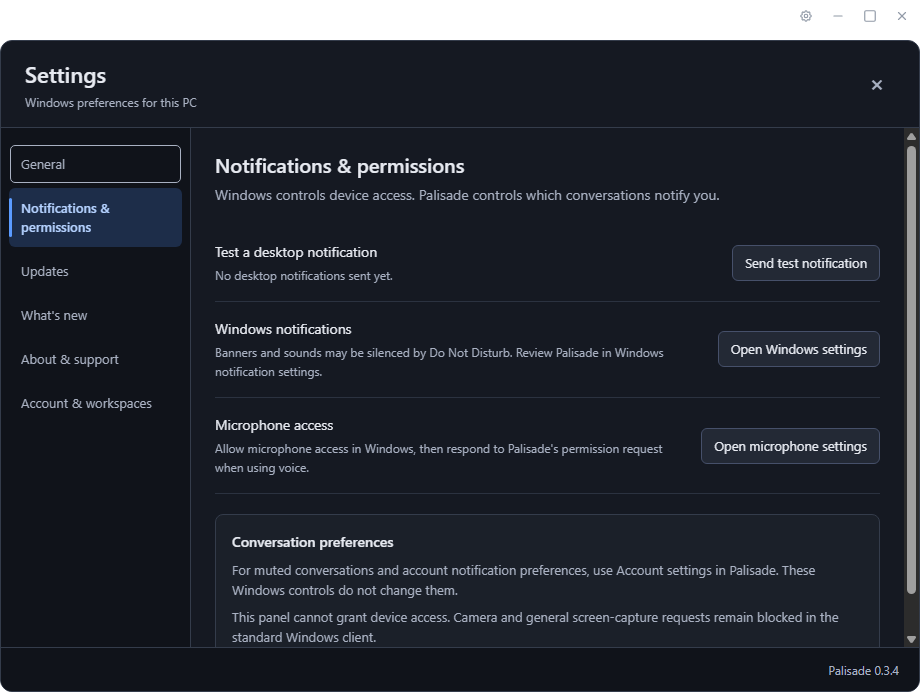 Settings
Windows preferences for this PC
General
Notifications &
permissions
Updates
What's new
About & support
Account & workspaces
Notifications & permissions
Windows controls device access. Palisade controls which conversations notify you.
Test a desktop notification
No desktop notifications sent yet.
Send test notification
Windows notifications
Banners and sounds may be silenced by Do Not Disturb. Review Palisade in Windows
notification settings.
Open Windows settings
Microphone access
Allow microphone access in Windows, then respond to Palisade's permission request
when using voice.
Open microphone settings
Conversation preferences
For muted conversations and account notification preferences, use Account settings in Palisade. These
Windows controls do not change them.
This panel cannot grant device access. Camera and general screen-capture requests remain blocked in the
standard Windows client.
Palisade 0.3.4